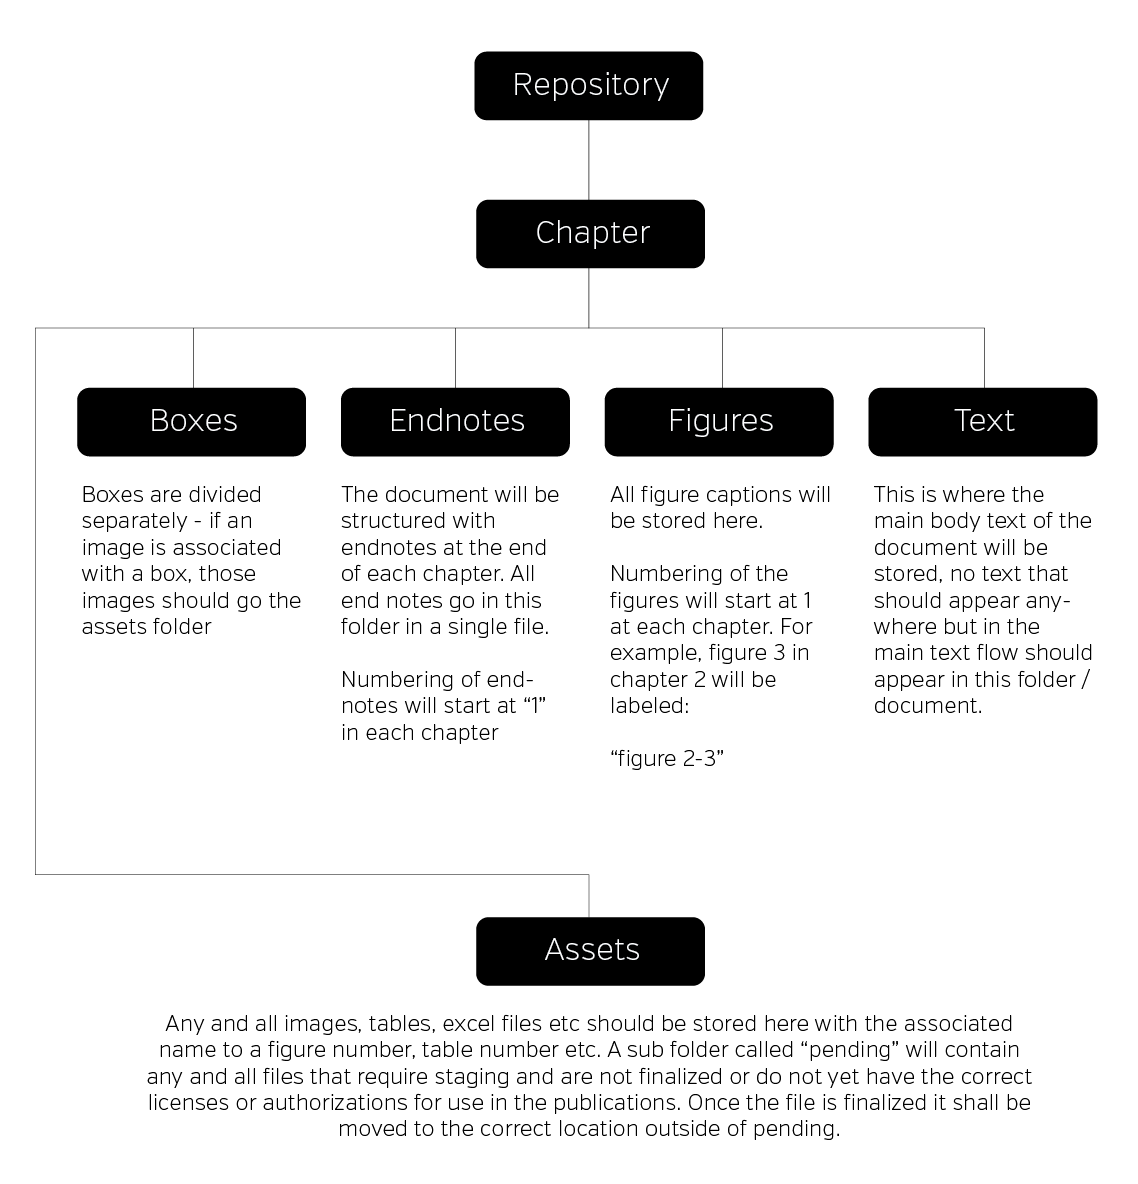 Repository
Chapter
Boxes
Endnotes
Figures
Text
Boxes are divided
separately - if an
image is associated
with a box, those
images should go the
assets folder
The document will be
structured with
endnotes at the end
of each chapter. All
end notes go in this
folder in a single file.
Numbering of end-
notes will start at “1”
in each chapter
All figure captions will
be stored here.
Numbering of the
figures will start at 1
at each chapter. For
example, figure 3 in
chapter 2 will be
labeled:
“figure 2-3”
This is where the
main body text of the
document will be
stored, no text that
should appear any-
where but in the
main text flow should
appear in this folder /
document.
Assets
Any and all images, tables, excel files etc should be stored here with the associated
name to a figure number, table number etc. A sub folder called “pending” will contain
any and all files that require staging and are not finalized or do not yet have the correct
licenses or authorizations for use in the publications. Once the file is finalized it shall be
moved to the correct location outside of pending.